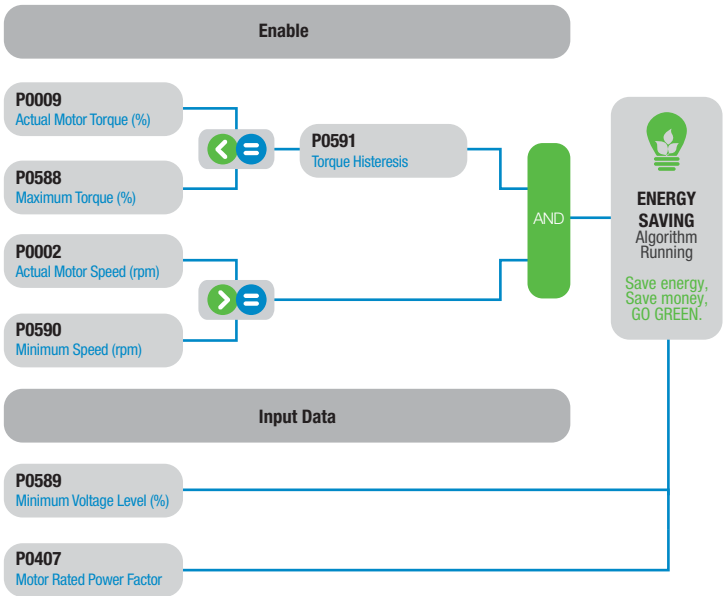 Enable
P0009
Actual Motor Torque (%)
P0588
Maximum Torque (%)
< =
P0591
Torque Histeresis
P0002
Actual Motor Speed (rpm)
P0590
Minimum Speed (rpm)
> =
AND
ENERGY
SAVING
Algorithm
Running
Save energy,
Save money,
GO GREEN.
Input Data
P0589
Minimum Voltage Level (%)
P0407
Motor Rated Power Factor